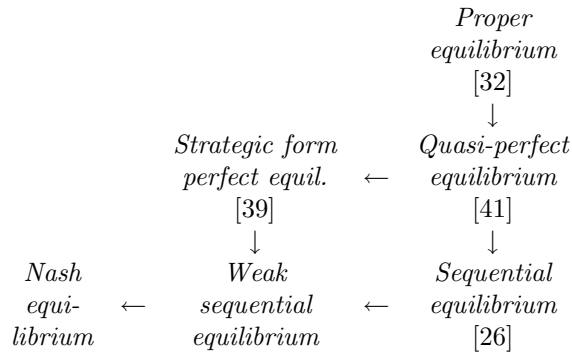 Proper
equilibrium
[32]
↓
Strategic form Quasi-perfect
perfect equil. ← equilibrium
[39] [41]
↓ ↓
Nash Weak Sequential
equi- ← sequential ← equilibrium
librium equilibrium [26]